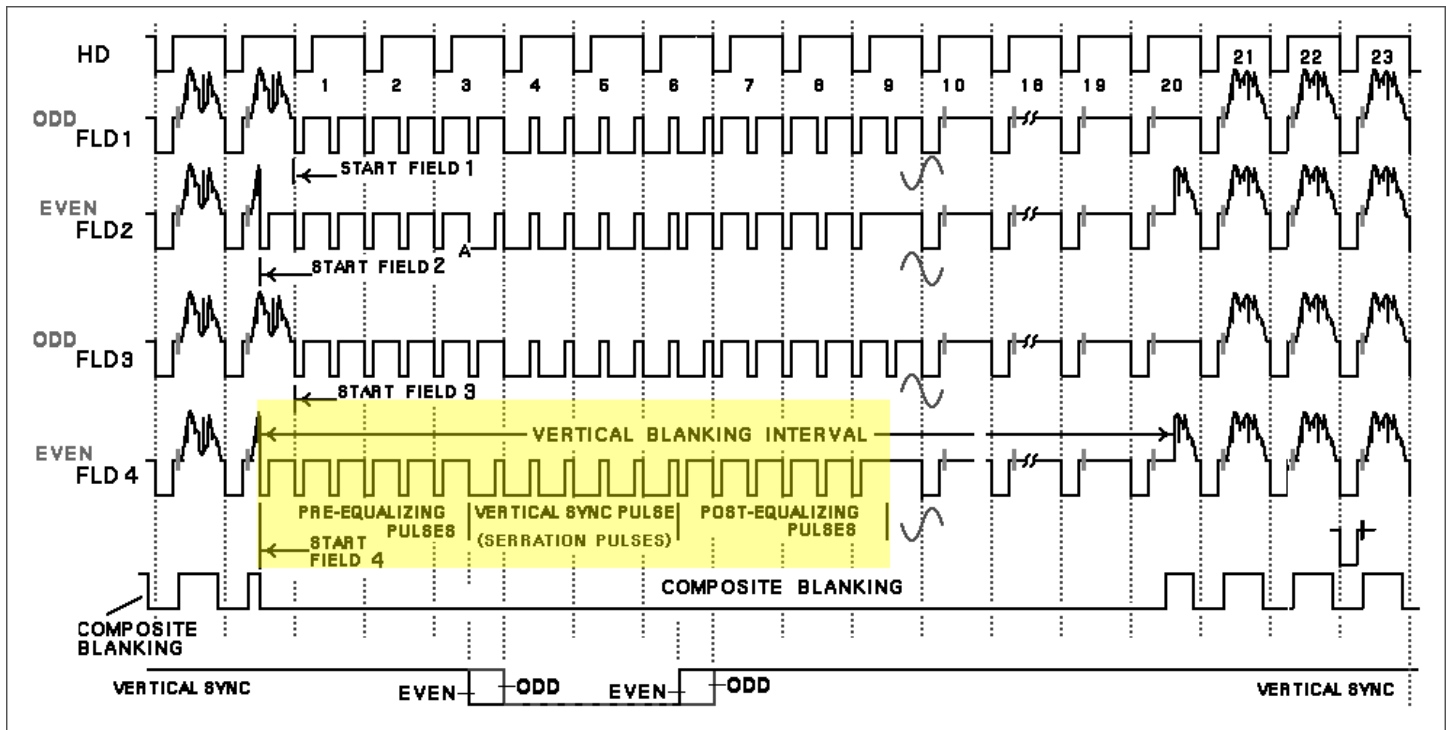 HD
1 2 3 4 5 6 7 8 9 10 18 19 20 21 22 23
ODD
FLD1
START FIELD 1
EVEN
FLD2
A
START FIELD 2
ODD
FLD3
START FIELD 3
VERTICAL BLANKING INTERVAL
EVEN
FLD 4
PRE-EQUALIZING
PULSES
VERTICAL SYNC PULSE
(SERRATION PULSES)
POST-EQUALIZING
PULSES
START
FIELD 4
COMPOSITE BLANKING
COMPOSITE
BLANKING
VERTICAL SYNC
EVEN
ODD
EVEN
ODD
VERTICAL SYNC